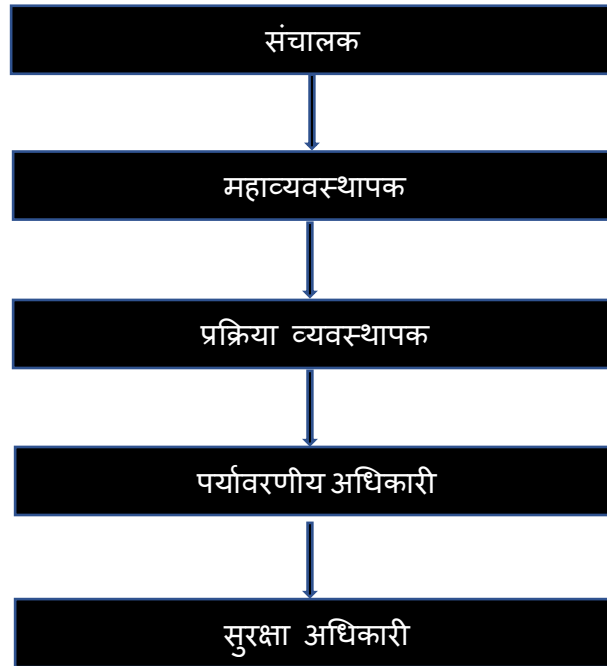 संचालक
महाव्यवस्थापक
प्रक्रिया व्यवस्थापक
पर्यावरणीय अधिकारी
सुरक्षा अधिकारी